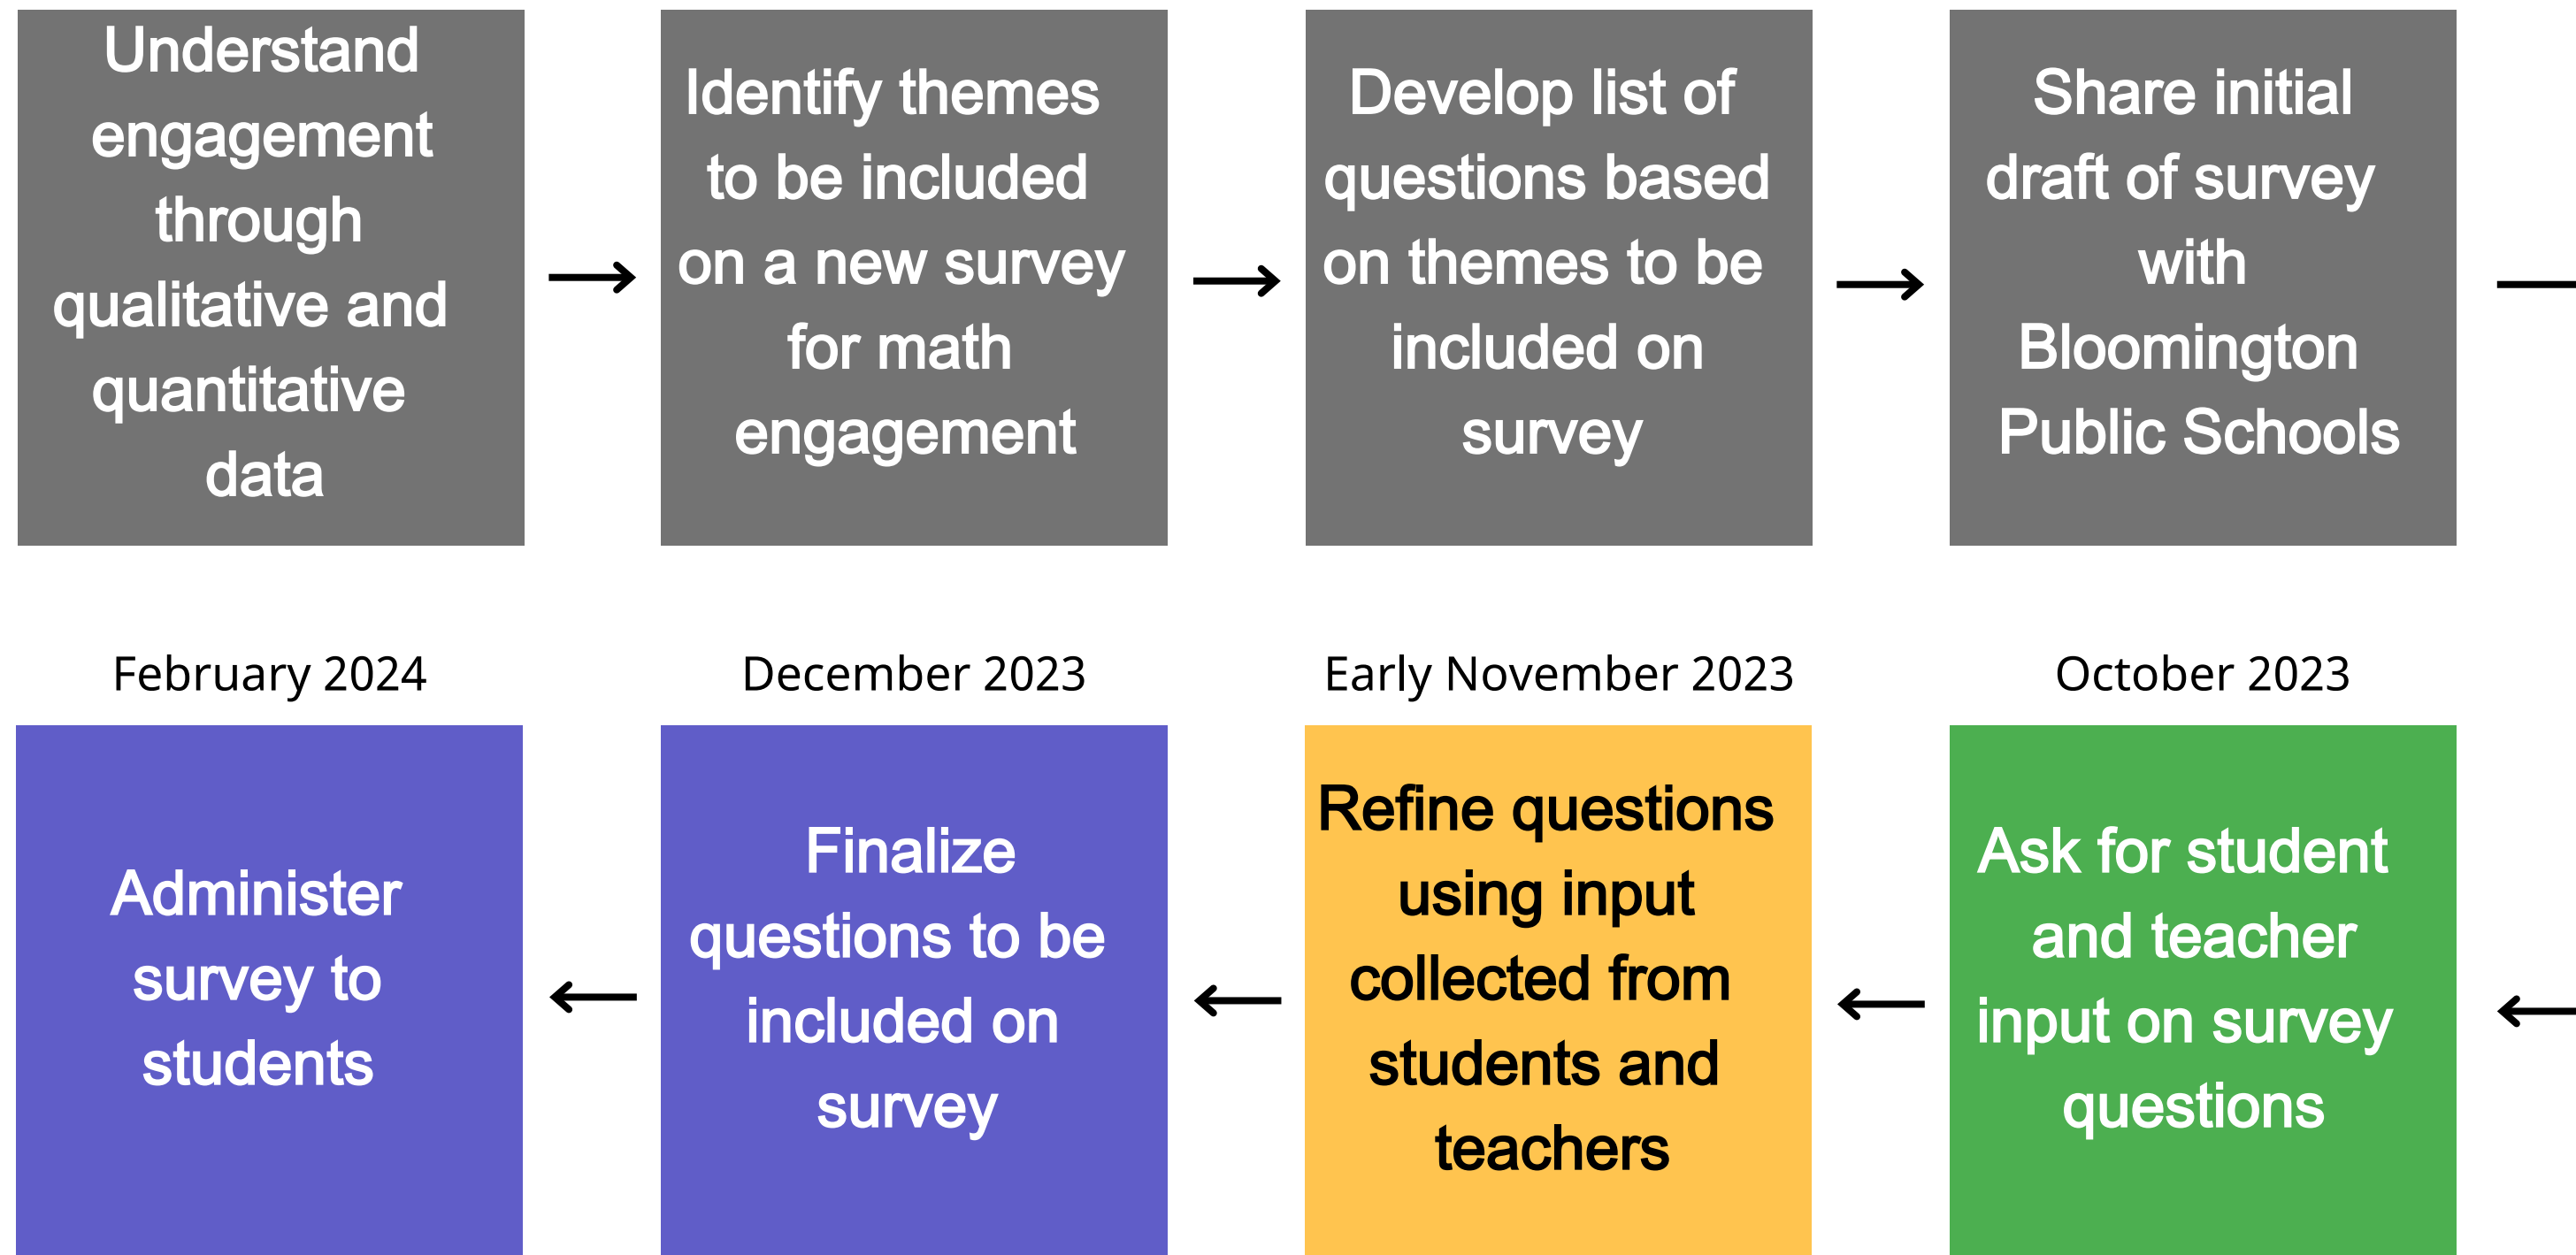 Understand
engagement
through
qualitative and
quantitative
data
Identify themes
to be included
on a new survey
for math
engagement
Develop list of
questions based
on themes to be
included on
survey
Share initial
draft of survey
with
Bloomington
Public Schools
February 2024
Administer
survey to
students
December 2023
Finalize
questions to be
included on
survey
Early November 2023
Refine questions
using input
collected from
students and
teachers
October 2023
Ask for student
and teacher
input on survey
questions